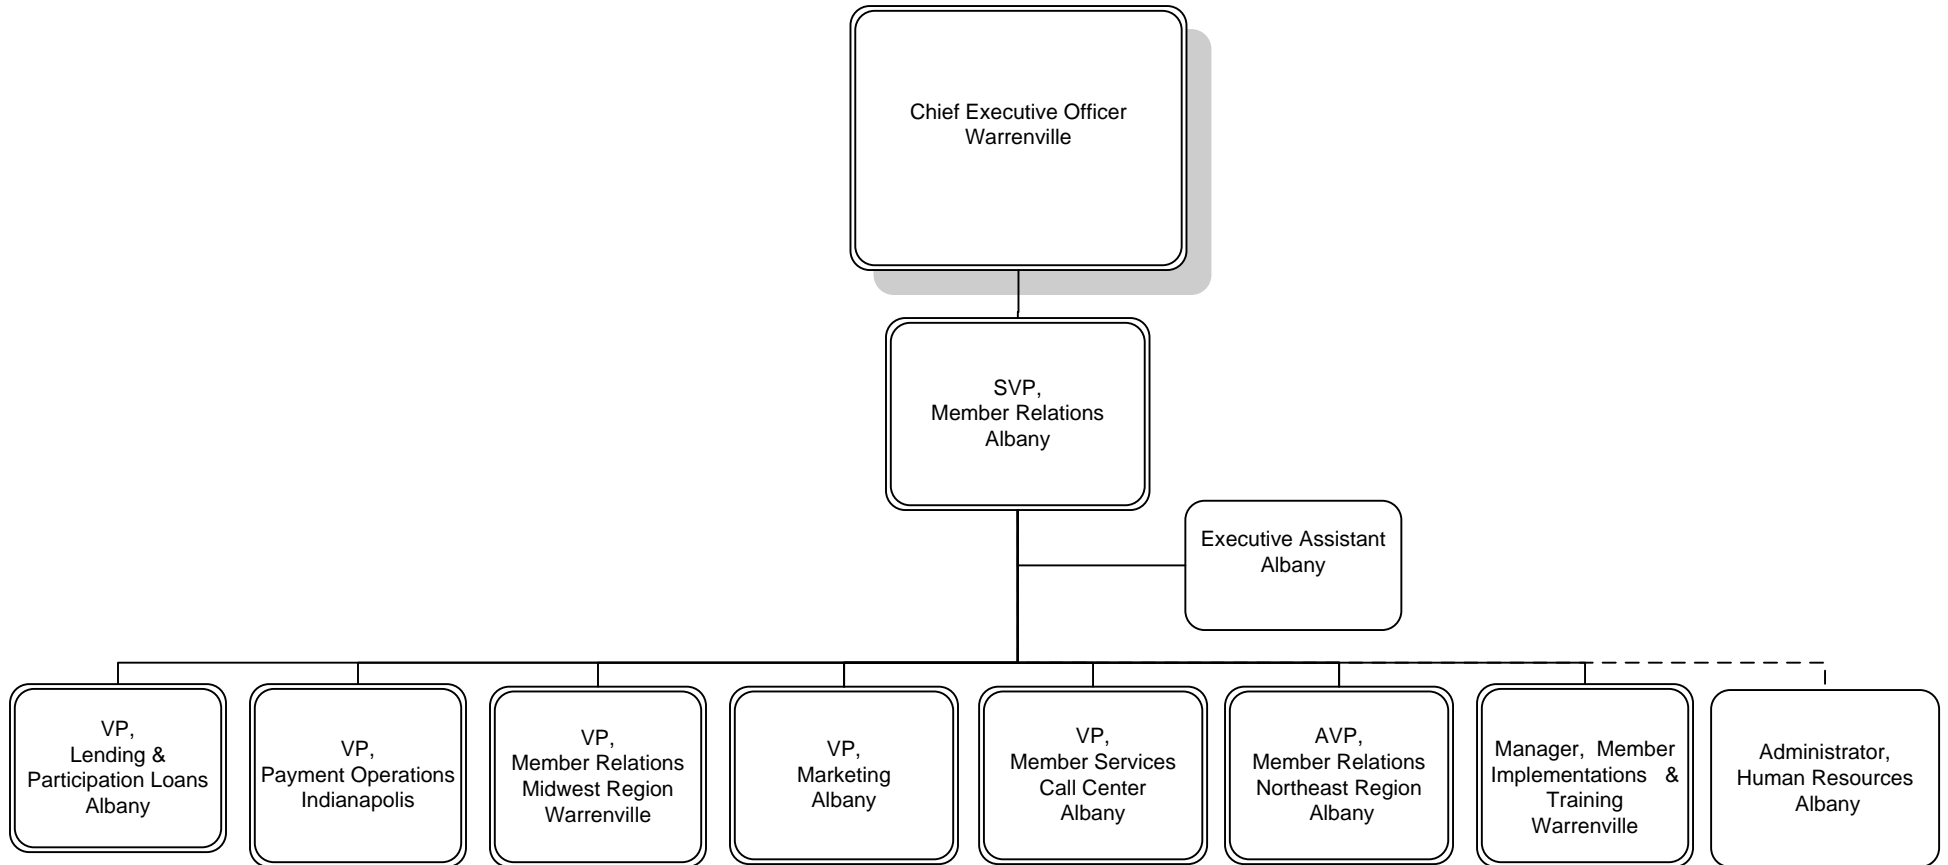 Chief Executive Officer
Warrenville
SVP,
Member Relations
Albany
Executive Assistant
Albany
VP,
Lending &
Participation Loans
Albany
VP,
Payment Operations
Indianapolis
VP,
Member Relations
Midwest Region
Warrenville
VP,
Marketing
Albany
VP,
Member Services
Call Center
Albany
AVP,
Member Relations
Northeast Region
Albany
Manager, Member
Implementations &
Training
Warrenville
Administrator,
Human Resources
Albany